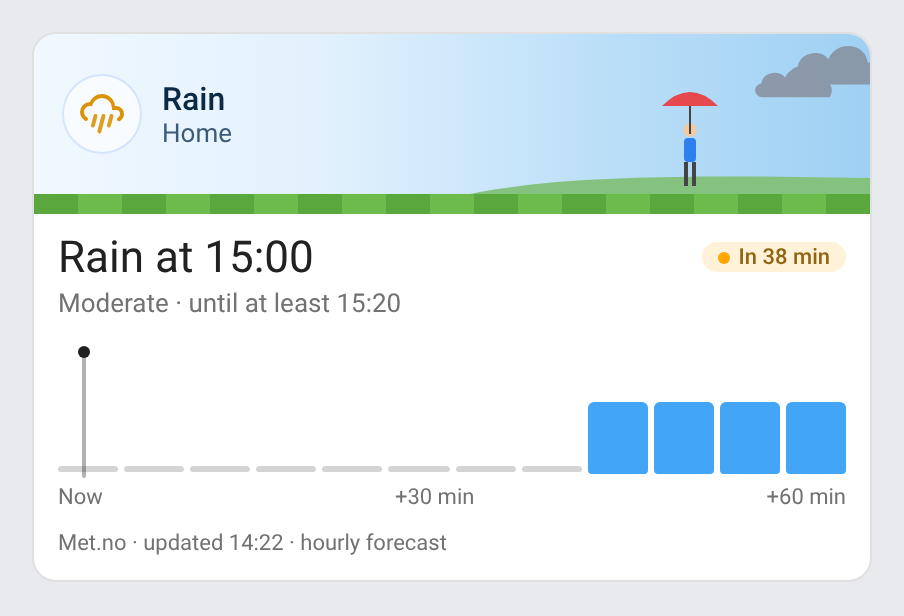 Rain
Home
Rain at 15:00
In 38 min
Moderate · until at least 15:20
Now
+30 min
+60 min
Met.no · updated 14:22 · hourly forecast